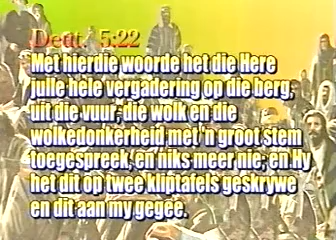 Deut. 5:22
Met hierdie woorde het die Here
julle hele vergadering op die berg,
uit die vuur, die wolk en die
wolkedonkerheid met 'n groot stem
toegespreek, en niks meer nie; en Hy
het dit op twee kliptafels geskrywe
en dit aan my gegee.